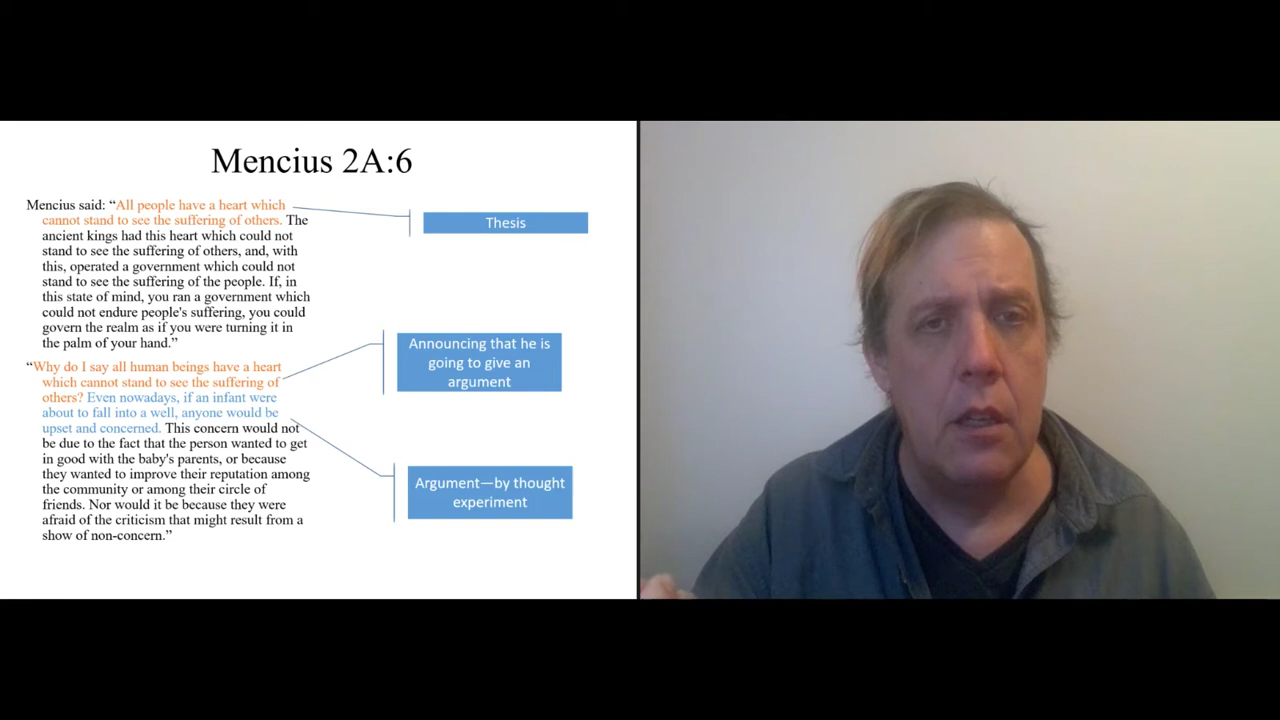 Mencius 2A:6
Mencius said: “All people have a heart which
cannot stand to see the suffering of others. The
ancient kings had this heart which could not
stand to see the suffering of others, and, with
this, operated a government which could not
stand to see the suffering of the people. If, in
this state of mind, you ran a government which
could not endure people's suffering, you could
govern the realm as if you were turning it in
the palm of your hand.”
“Why do I say all human beings have a heart
which cannot stand to see the suffering of
others? Even nowadays, if an infant were
about to fall into a well, anyone would be
upset and concerned. This concern would not
be due to the fact that the person wanted to get
in good with the baby's parents, or because
they wanted to improve their reputation among
the community or among their circle of
friends. Nor would it be because they were
afraid of the criticism that might result from a
show of non-concern.”
Thesis
Announcing that he is
going to give an
argument
Argument—by thought
experiment